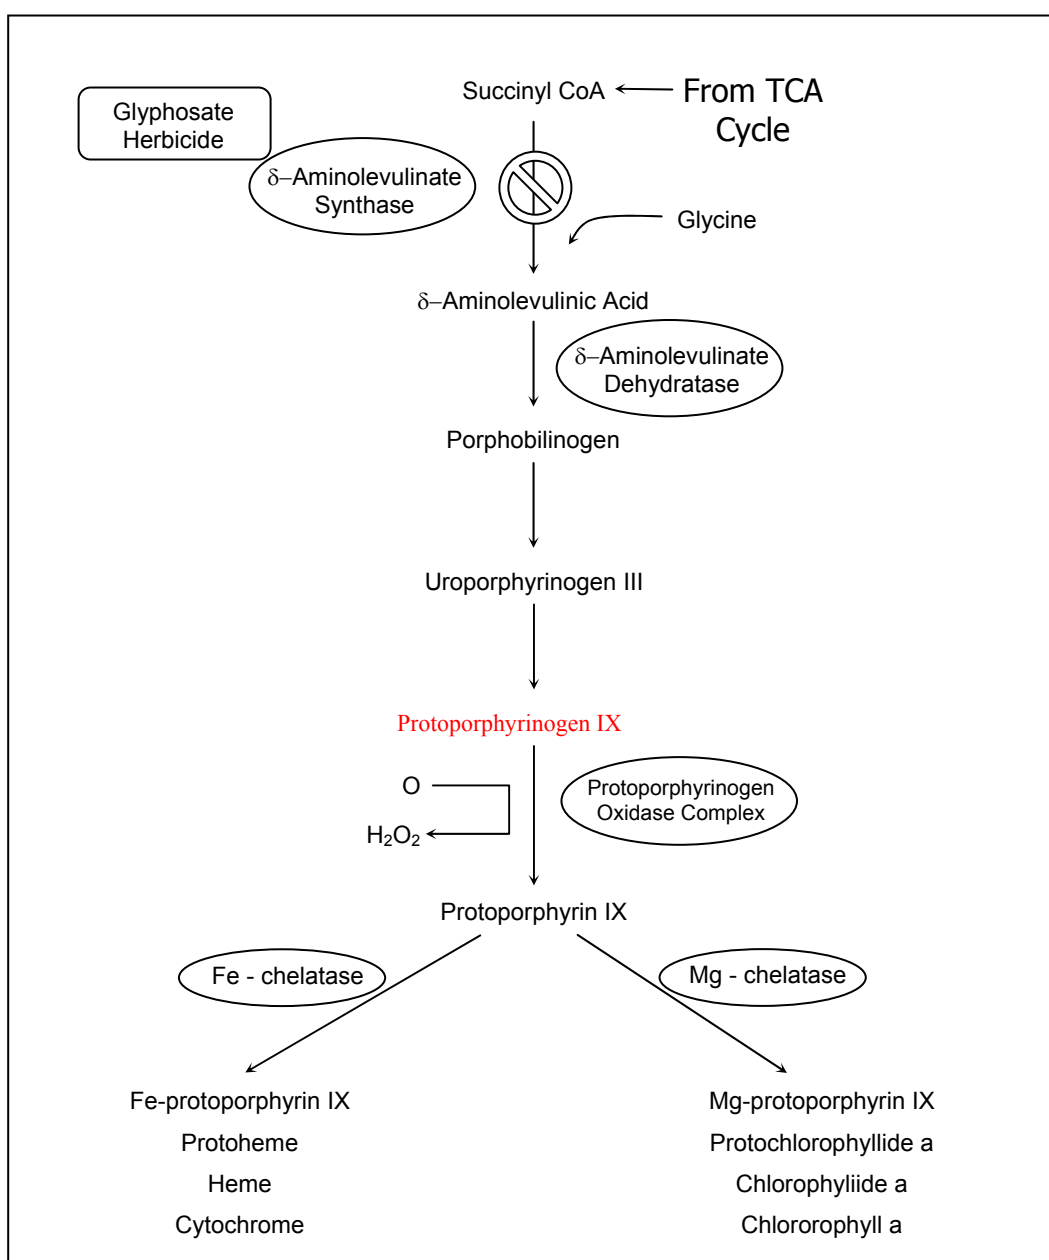 Glyphosate
Herbicide
Succinyl CoA
From TCA
Cycle
δ–Aminolevulinate
Synthase
Glycine
δ–Aminolevulinic Acid
δ–Aminolevulinate
Dehydratase
Porphobilinogen
Uroporphyrinogen III
Protoporphyrinogen IX
O
H₂O₂
Protoporphyrinogen
Oxidase Complex
Protoporphyrin IX
Fe - chelatase
Mg - chelatase
Fe-protoporphyrin IX
Protoheme
Heme
Cytochrome
Mg-protoporphyrin IX
Protochlorophyllide a
Chlorophyliide a
Chlororophyll a